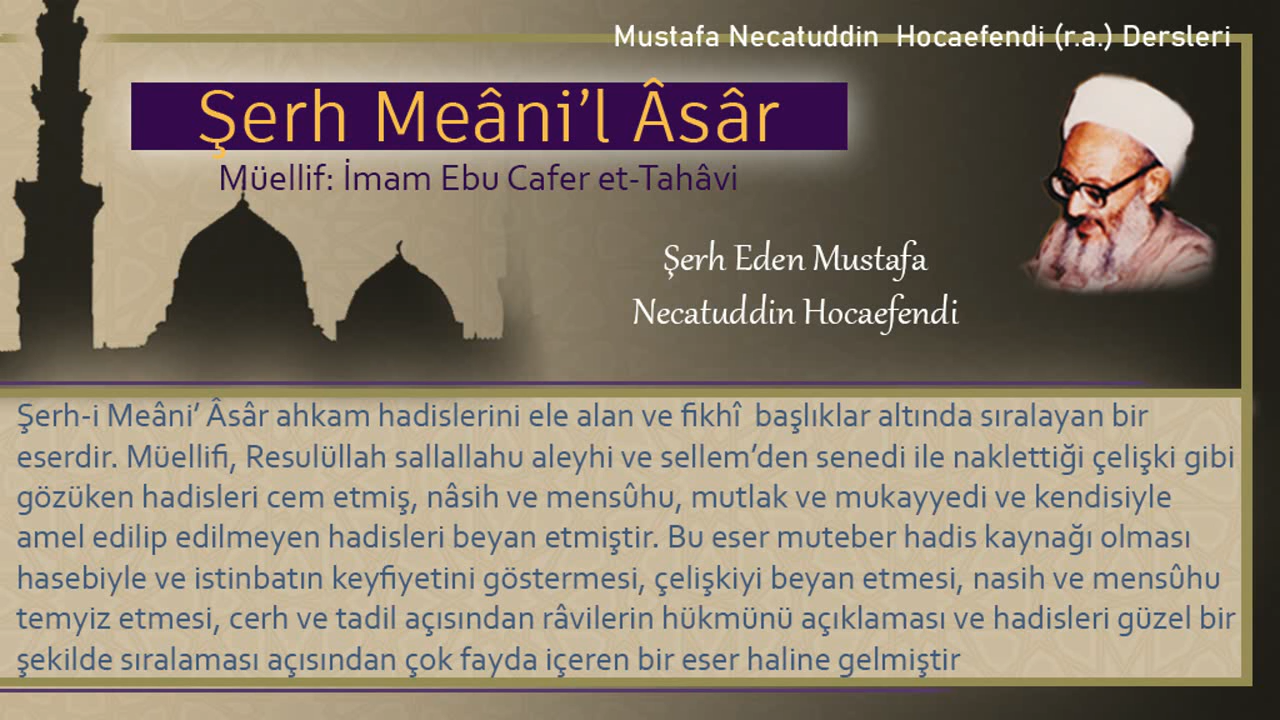 Mustafa Necatuddin Hocaefendi (r.a.) Dersleri
Şerh Meâni’l Âsâr
Müellif: İmam Ebu Cafer et-Tahâvi
Şerh Eden Mustafa
Necatuddin Hocaefendi
Şerh-i Meâni’ Âsâr ahkam hadislerini ele alan ve fikhî başlıklar altında sıralayan bir
eserdir. Müellifi, Resulüllah sallallahu aleyhi ve sellem’den senedi ile naklettiği çelişki gibi
gözüken hadisleri cem etmiş, nâsih ve mensûhu, mutlak ve mukayyedi ve kendisiyle
amel edilip edilmeyen hadisleri beyan etmiştir. Bu eser muteber hadis kaynağı olması
hasebiyle ve istinbatın keyfiyetini göstermesi, çelişkiyi beyan etmesi, nasih ve mensûhu
temyiz etmesi, cerh ve tadil açısından râvilerin hükmünü açıklaması ve hadisleri güzel bir
şekilde sıralaması açısından çok fayda içeren bir eser haline gelmiştir